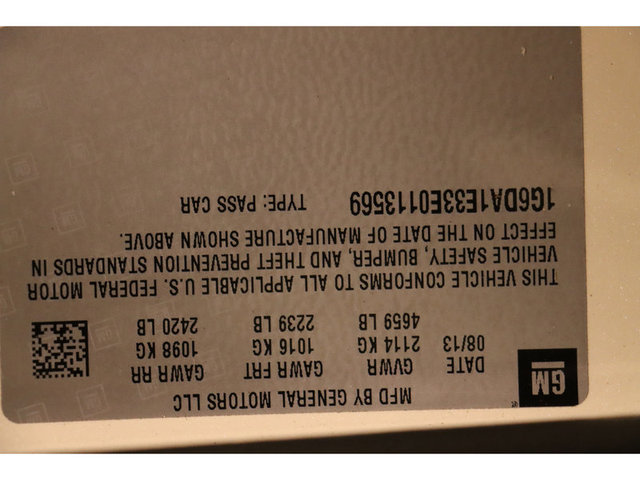 MFD BY GENERAL MOTORS LLC
GM
DATE GVWR GAWR FRT GAWR RR
08/13 2114 KG 1016 KG 1098 KG
4659 LB 2239 LB 2420 LB
THIS VEHICLE CONFORMS TO ALL APPLICABLE U.S. FEDERAL MOTOR
VEHICLE SAFETY, BUMPER, AND THEFT PREVENTION STANDARDS IN
EFFECT ON THE DATE OF MANUFACTURE SHOWN ABOVE.
1G6DA1E33E0113569 TYPE: PASS CAR